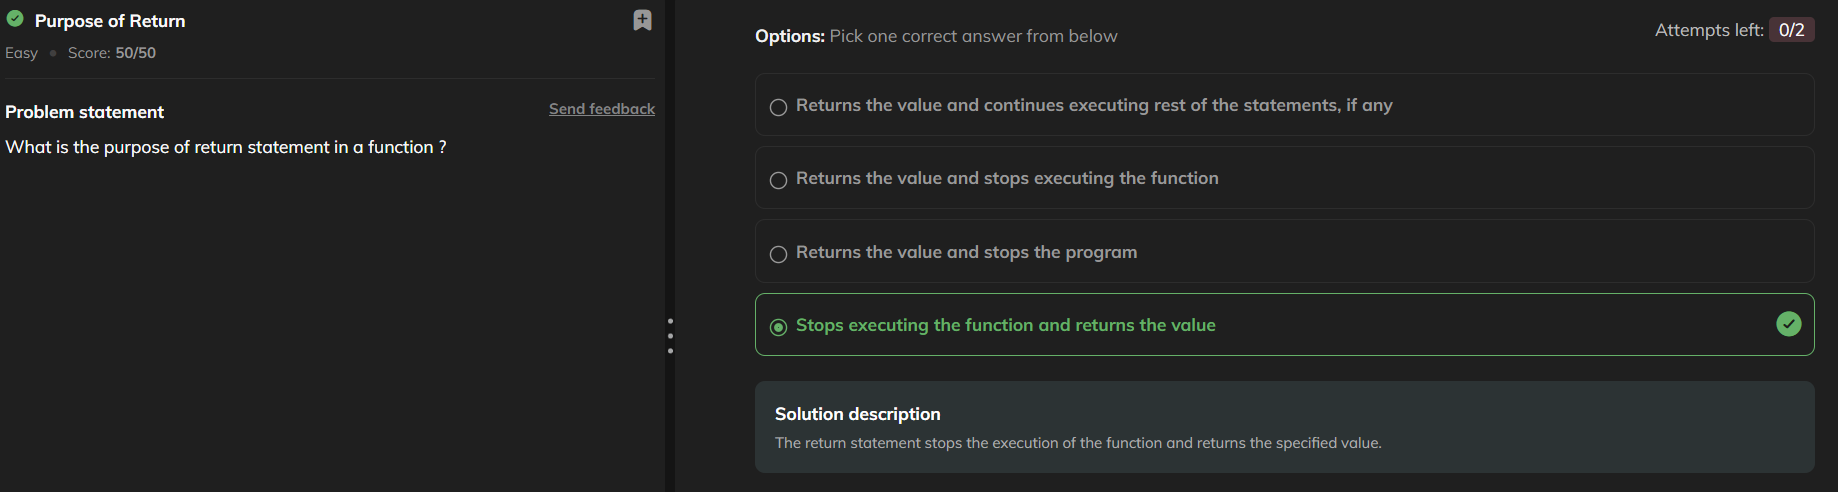 Purpose of Return
Easy • Score: 50/50
Problem statement
Send feedback
What is the purpose of return statement in a function ?
Options: Pick one correct answer from below
Attempts left: 0/2
Returns the value and continues executing rest of the statements, if any
Returns the value and stops executing the function
Returns the value and stops the program
Stops executing the function and returns the value
Solution description
The return statement stops the execution of the function and returns the specified value.